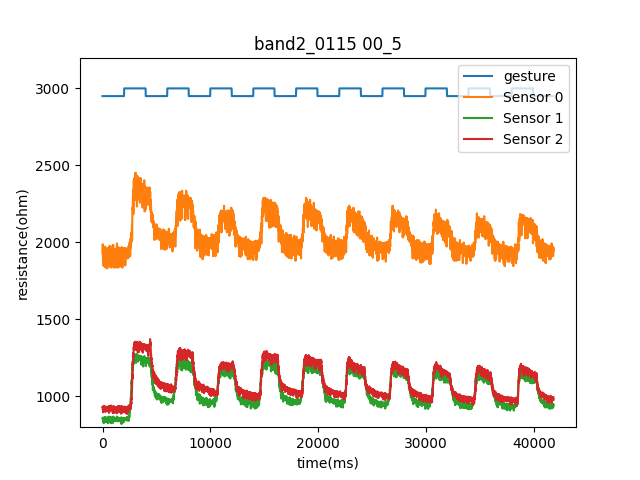 band2_0115 00_5
3000
2500
2000
1500
1000
resistance(ohm)
gesture
Sensor 0
Sensor 1
Sensor 2
0
10000
20000
30000
40000
time(ms)